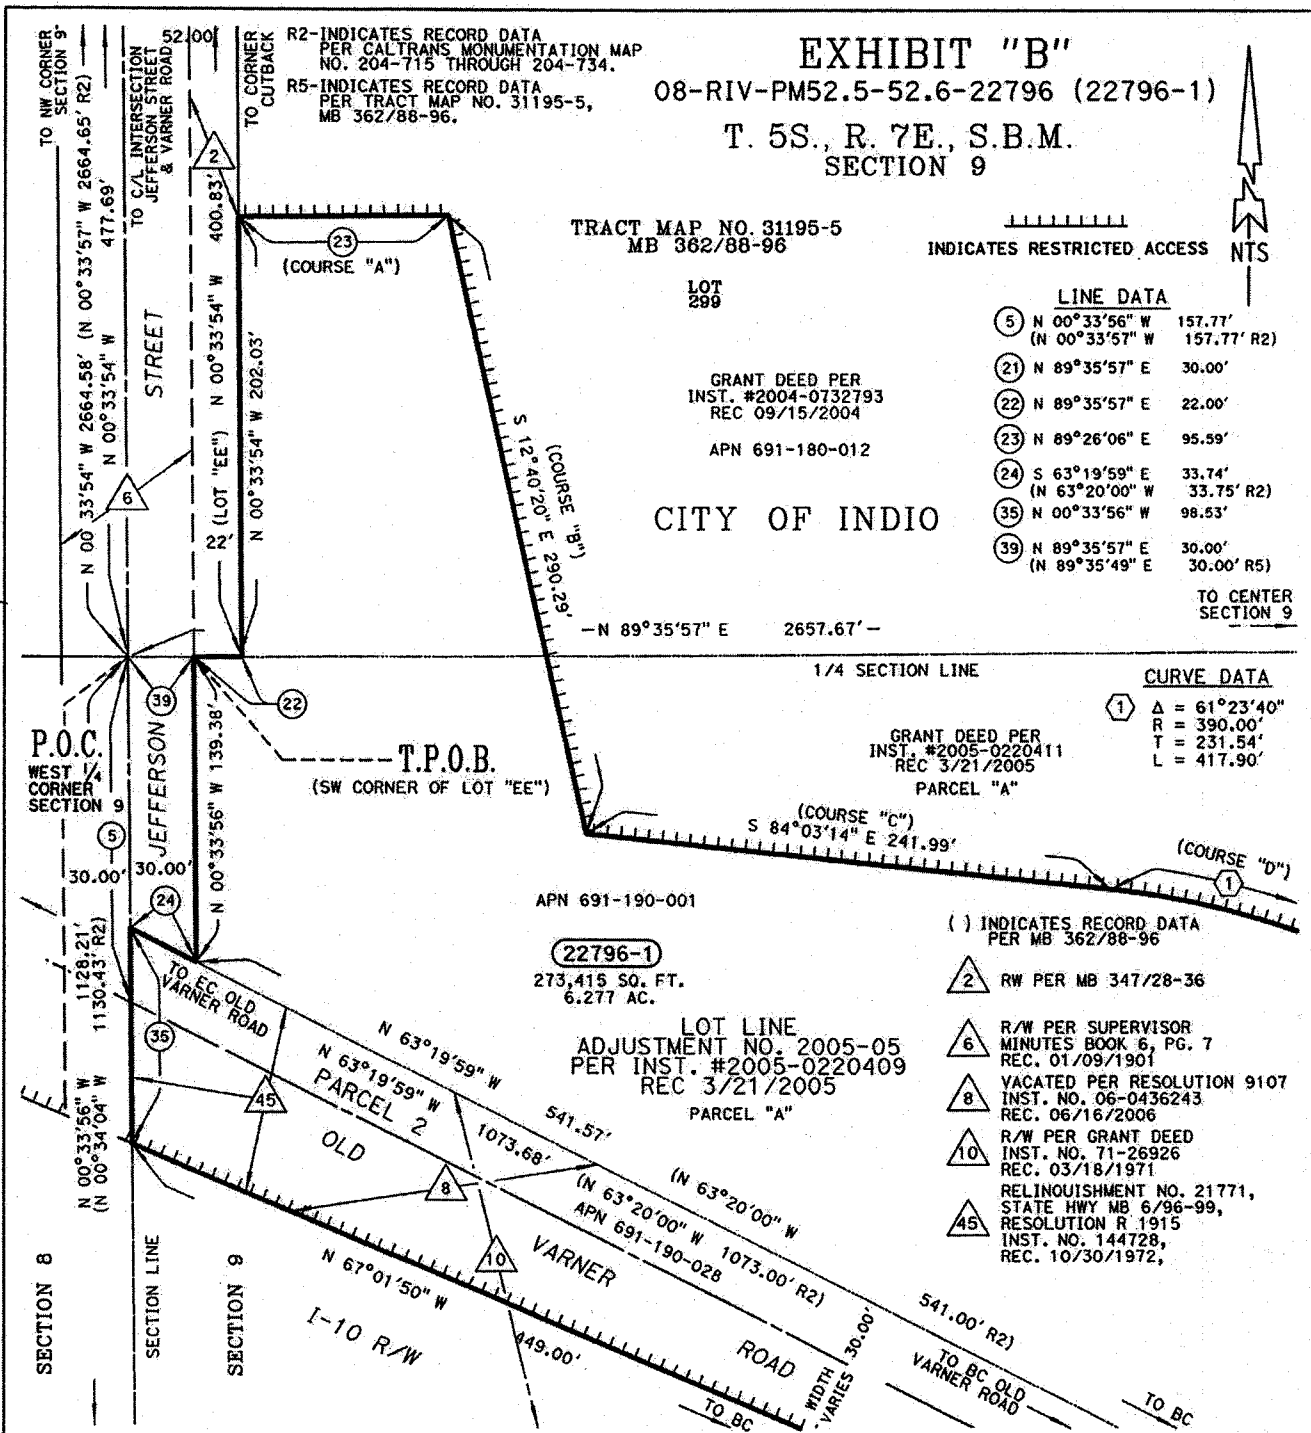 EXHIBIT "B"
08-RIV-PM52.5-52.6-22796 (22796-1)
T. 5S., R. 7E., S.B.M.
SECTION 9
R2-INDICATES RECORD DATA
PER CALTRANS MONUMENTATION MAP
NO. 204-715 THROUGH 204-734.
R5-INDICATES RECORD DATA
PER TRACT MAP NO. 31195-5,
MB 362/88-96.
TO NW CORNER
SECTION 9
N 00°33'54" W 2664.58' (N 00°33'57" W 2664.65' R2)
N 00°33'54" W 477.69'
TO C/L INTERSECTION
JEFFERSON STREET
& VARNER ROAD
52.00'
TO CORNER
CUTBACK
2
STREET
N 00°33'54" W 400.83'
(LOT "EE")
22'
N 00°33'54" W 202.03'
6
23
(COURSE "A")
TRACT MAP NO. 31195-5
MB 362/88-96
LOT
299
INDICATES RESTRICTED ACCESS
NTS
GRANT DEED PER
INST. #2004-0732793
REC 09/15/2004
APN 691-180-012
CITY OF INDIO
(COURSE "B")
S 12°40'20" E 290.29'
LINE DATA
5 N 00°33'56" W 157.77'
(N 00°33'57" W 157.77' R2)
21 N 89°35'57" E 30.00'
22 N 89°35'57" E 22.00'
23 N 89°26'06" E 95.59'
24 S 63°19'59" E 33.74'
(N 63°20'00" W 33.75' R2)
35 N 00°33'56" W 98.53'
39 N 89°35'57" E 30.00'
(N 89°35'49" E 30.00' R5)
TO CENTER
SECTION 9
N 89°35'57" E 2657.67'
1/4 SECTION LINE
CURVE DATA
1 Δ = 61°23'40"
R = 390.00'
T = 231.54'
L = 417.90'
39
22
P.O.C.
WEST 1/4
CORNER
SECTION 9
T.P.O.B.
(SW CORNER OF LOT "EE")
JEFFERSON
N 00°33'56" W 139.38'
5
30.00'
30.00'
24
GRANT DEED PER
INST. #2005-0220411
REC 3/21/2005
PARCEL "A"
(COURSE "C")
S 84°03'14" E 241.99'
(COURSE "D")
1
APN 691-190-001
22796-1
273,415 SQ. FT.
6.277 AC.
LOT LINE
ADJUSTMENT NO. 2005-05
PER INST. #2005-0220409
REC 3/21/2005
PARCEL "A"
( ) INDICATES RECORD DATA
PER MB 362/88-96
2 RW PER MB 347/28-36
6 R/W PER SUPERVISOR
MINUTES BOOK 6, PG. 7
REC. 01/09/1901
8 VACATED PER RESOLUTION 9107
INST. NO. 06-0436243
REC. 06/16/2006
10 R/W PER GRANT DEED
INST. NO. 71-26926
REC. 03/18/1971
45 RELINQUISHMENT NO. 21771,
STATE HWY MB 6/96-99,
RESOLUTION R 1915
INST. NO. 144728,
REC. 10/30/1972,
N 00°33'56" W 1128.21'
(N 00°34'04" W 1130.43' R2)
TO EC OLD
VARNER ROAD
35
45
N 63°19'59" W 541.57'
N 63°19'59" W 1073.68'
PARCEL 2
OLD
8
(N 63°20'00" W 541.00' R2)
(N 63°20'00" W 1073.00' R2)
APN 691-190-028
10
VARNER
ROAD
N 67°01'50" W 449.00'
I-10 R/W
SECTION 8
SECTION LINE
SECTION 9
WIDTH
VARIES
30.00'
TO BC
TO BC OLD
VARNER ROAD
TO BC